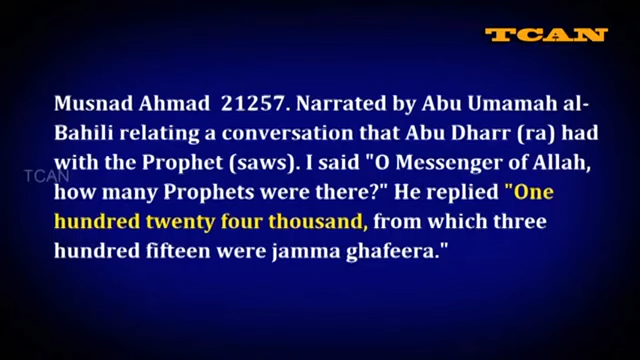 TCAN
Musnad Ahmad 21257. Narrated by Abu Umamah al-
Bahili relating a conversation that Abu Dharr (ra) had
with the Prophet (saws). I said "O Messenger of Allah,
TCAN
how many Prophets were there?" He replied "One
hundred twenty four thousand, from which three
hundred fifteen were jamma ghafeera."